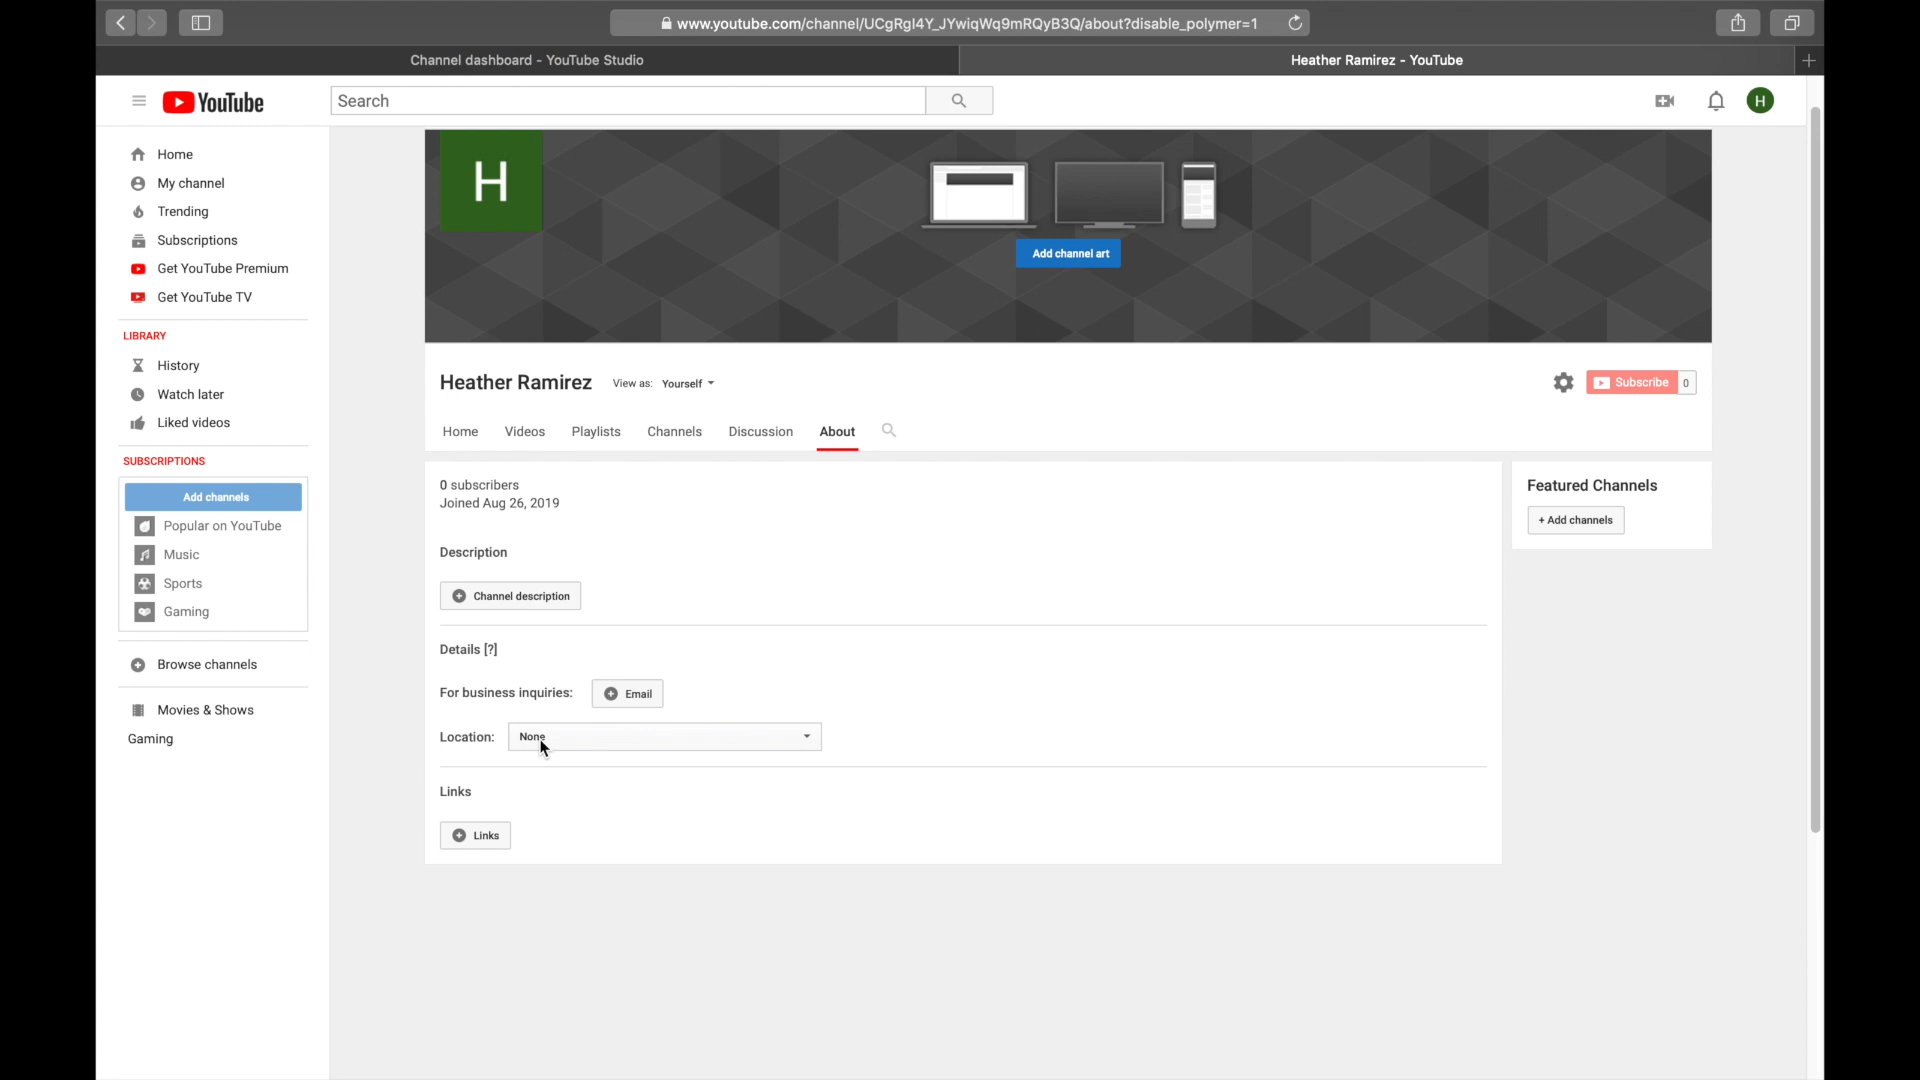 www.youtube.com/channel/UCgRgI4Y_JYwiqWq9mRQyB3Q/about?disable_polymer=1
Channel dashboard - YouTube Studio
Heather Ramirez - YouTube
YouTube
Search
H
Home
My channel
Trending
Subscriptions
Get YouTube Premium
Get YouTube TV
LIBRARY
History
Watch later
Liked videos
SUBSCRIPTIONS
Add channels
Popular on YouTube
Music
Sports
Gaming
Browse channels
Movies & Shows
Gaming
H
Add channel art
Heather Ramirez
View as: Yourself
Subscribe 0
Home
Videos
Playlists
Channels
Discussion
About
0 subscribers
Joined Aug 26, 2019
Description
Channel description
Details [?]
For business inquiries:
Email
Location:
None
Links
Links
Featured Channels
+ Add channels